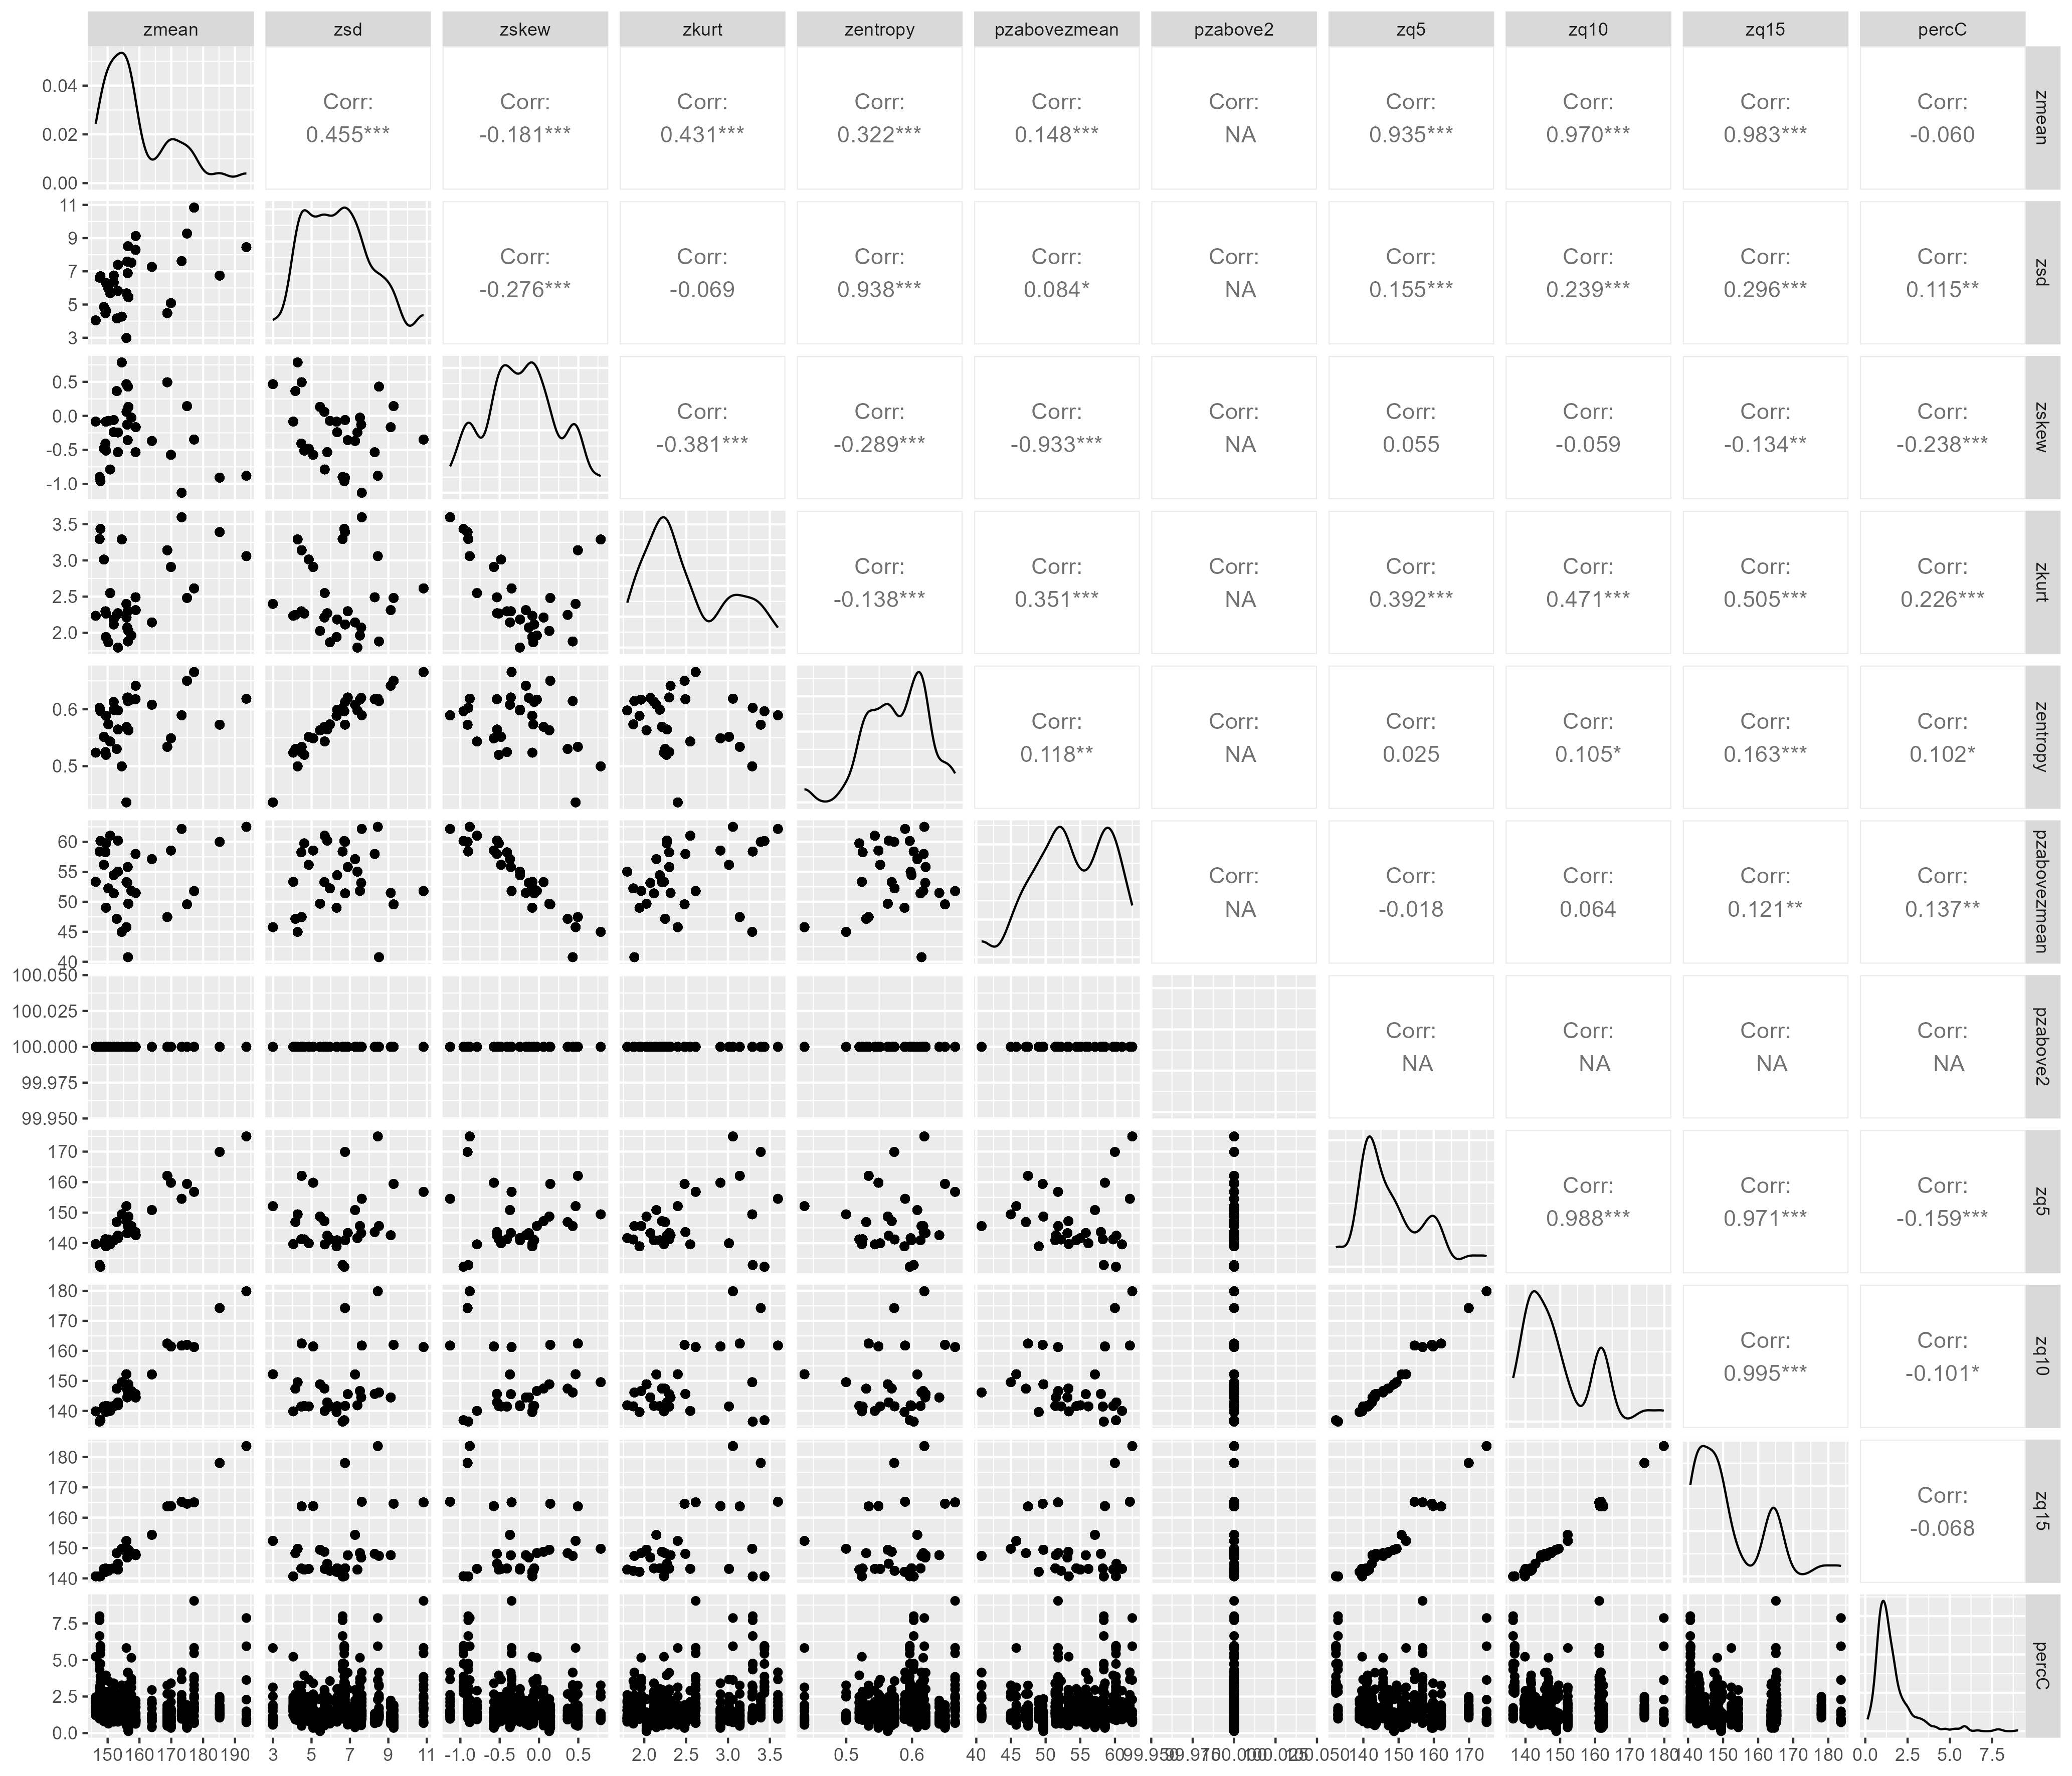 zmean zsd zskew zkurt zentropy pzabovezmean pzabove2 zq5 zq10 zq15 percC
0.04
0.02
0.00
Corr: Corr: Corr: Corr: Corr: Corr: Corr: Corr: Corr: Corr:
0.455*** -0.181*** 0.431*** 0.322*** 0.148*** NA 0.935*** 0.970*** 0.983*** -0.060
zmean
11
9
7
5
3
Corr: Corr: Corr: Corr: Corr: Corr: Corr: Corr: Corr:
-0.276*** -0.069 0.938*** 0.084* NA 0.155*** 0.239*** 0.296*** 0.115**
zsd
0.5
0.0
-0.5
-1.0
Corr: Corr: Corr: Corr: Corr: Corr: Corr: Corr:
-0.381*** -0.289*** -0.933*** NA 0.055 -0.059 -0.134** -0.238***
zskew
3.5
3.0
2.5
2.0
Corr: Corr: Corr: Corr: Corr: Corr: Corr:
-0.138*** 0.351*** NA 0.392*** 0.471*** 0.505*** 0.226***
zkurt
0.6
0.5
Corr: Corr: Corr: Corr: Corr: Corr:
0.118** NA 0.025 0.105* 0.163*** 0.102*
zentropy
60
55
50
45
40
Corr: Corr: Corr: Corr: Corr:
NA -0.018 0.064 0.121** 0.137**
pzabovezmean
100.050
100.025
100.000
99.975
99.950
Corr: Corr: Corr: Corr:
NA NA NA NA
pzabove2
170
160
150
140
Corr: Corr: Corr:
0.988*** 0.971*** -0.159***
zq5
180
170
160
150
140
Corr: Corr:
0.995*** -0.101*
zq10
180
170
160
150
140
Corr:
-0.068
zq15
7.5
5.0
2.5
0.0
percC
150 160 170 180 190 3 5 7 9 11 -1.0 -0.5 0.0 0.5 2.0 2.5 3.0 3.5 0.5 0.6 40 45 50 55 60 99.950 99.975 100.000 100.025 100.050 140 150 160 170 140 150 160 170 180 140 150 160 170 180 0.0 2.5 5.0 7.5